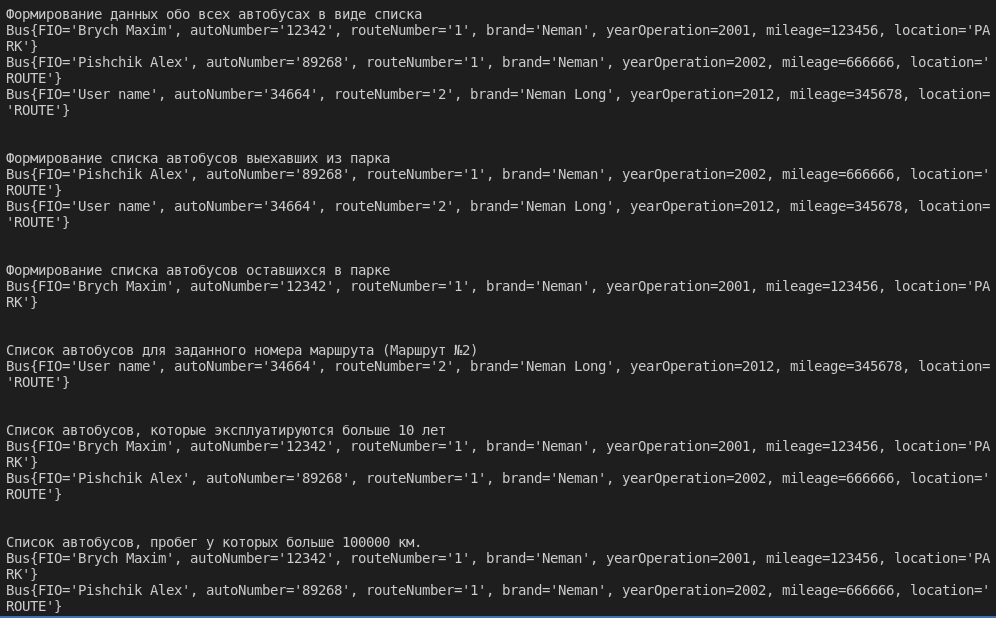 Формирование данных обо всех автобусах в виде списка
Bus{FIO='Brych Maxim', autoNumber='12342', routeNumber='1', brand='Neman', yearOperation=2001, mileage=123456, location='PA
RK'}
Bus{FIO='Pishchik Alex', autoNumber='89268', routeNumber='1', brand='Neman', yearOperation=2002, mileage=666666, location='
ROUTE'}
Bus{FIO='User name', autoNumber='34664', routeNumber='2', brand='Neman Long', yearOperation=2012, mileage=345678, location=
'ROUTE'}
Формирование списка автобусов выехавших из парка
Bus{FIO='Pishchik Alex', autoNumber='89268', routeNumber='1', brand='Neman', yearOperation=2002, mileage=666666, location='
ROUTE'}
Bus{FIO='User name', autoNumber='34664', routeNumber='2', brand='Neman Long', yearOperation=2012, mileage=345678, location=
'ROUTE'}
Формирование списка автобусов оставшихся в парке
Bus{FIO='Brych Maxim', autoNumber='12342', routeNumber='1', brand='Neman', yearOperation=2001, mileage=123456, location='PA
RK'}
Список автобусов для заданного номера маршрута (Маршрут №2)
Bus{FIO='User name', autoNumber='34664', routeNumber='2', brand='Neman Long', yearOperation=2012, mileage=345678, location=
'ROUTE'}
Список автобусов, которые эксплуатируются больше 10 лет
Bus{FIO='Brych Maxim', autoNumber='12342', routeNumber='1', brand='Neman', yearOperation=2001, mileage=123456, location='PA
RK'}
Bus{FIO='Pishchik Alex', autoNumber='89268', routeNumber='1', brand='Neman', yearOperation=2002, mileage=666666, location='
ROUTE'}
Список автобусов, пробег у которых больше 100000 км.
Bus{FIO='Brych Maxim', autoNumber='12342', routeNumber='1', brand='Neman', yearOperation=2001, mileage=123456, location='PA
RK'}
Bus{FIO='Pishchik Alex', autoNumber='89268', routeNumber='1', brand='Neman', yearOperation=2002, mileage=666666, location='
ROUTE'}